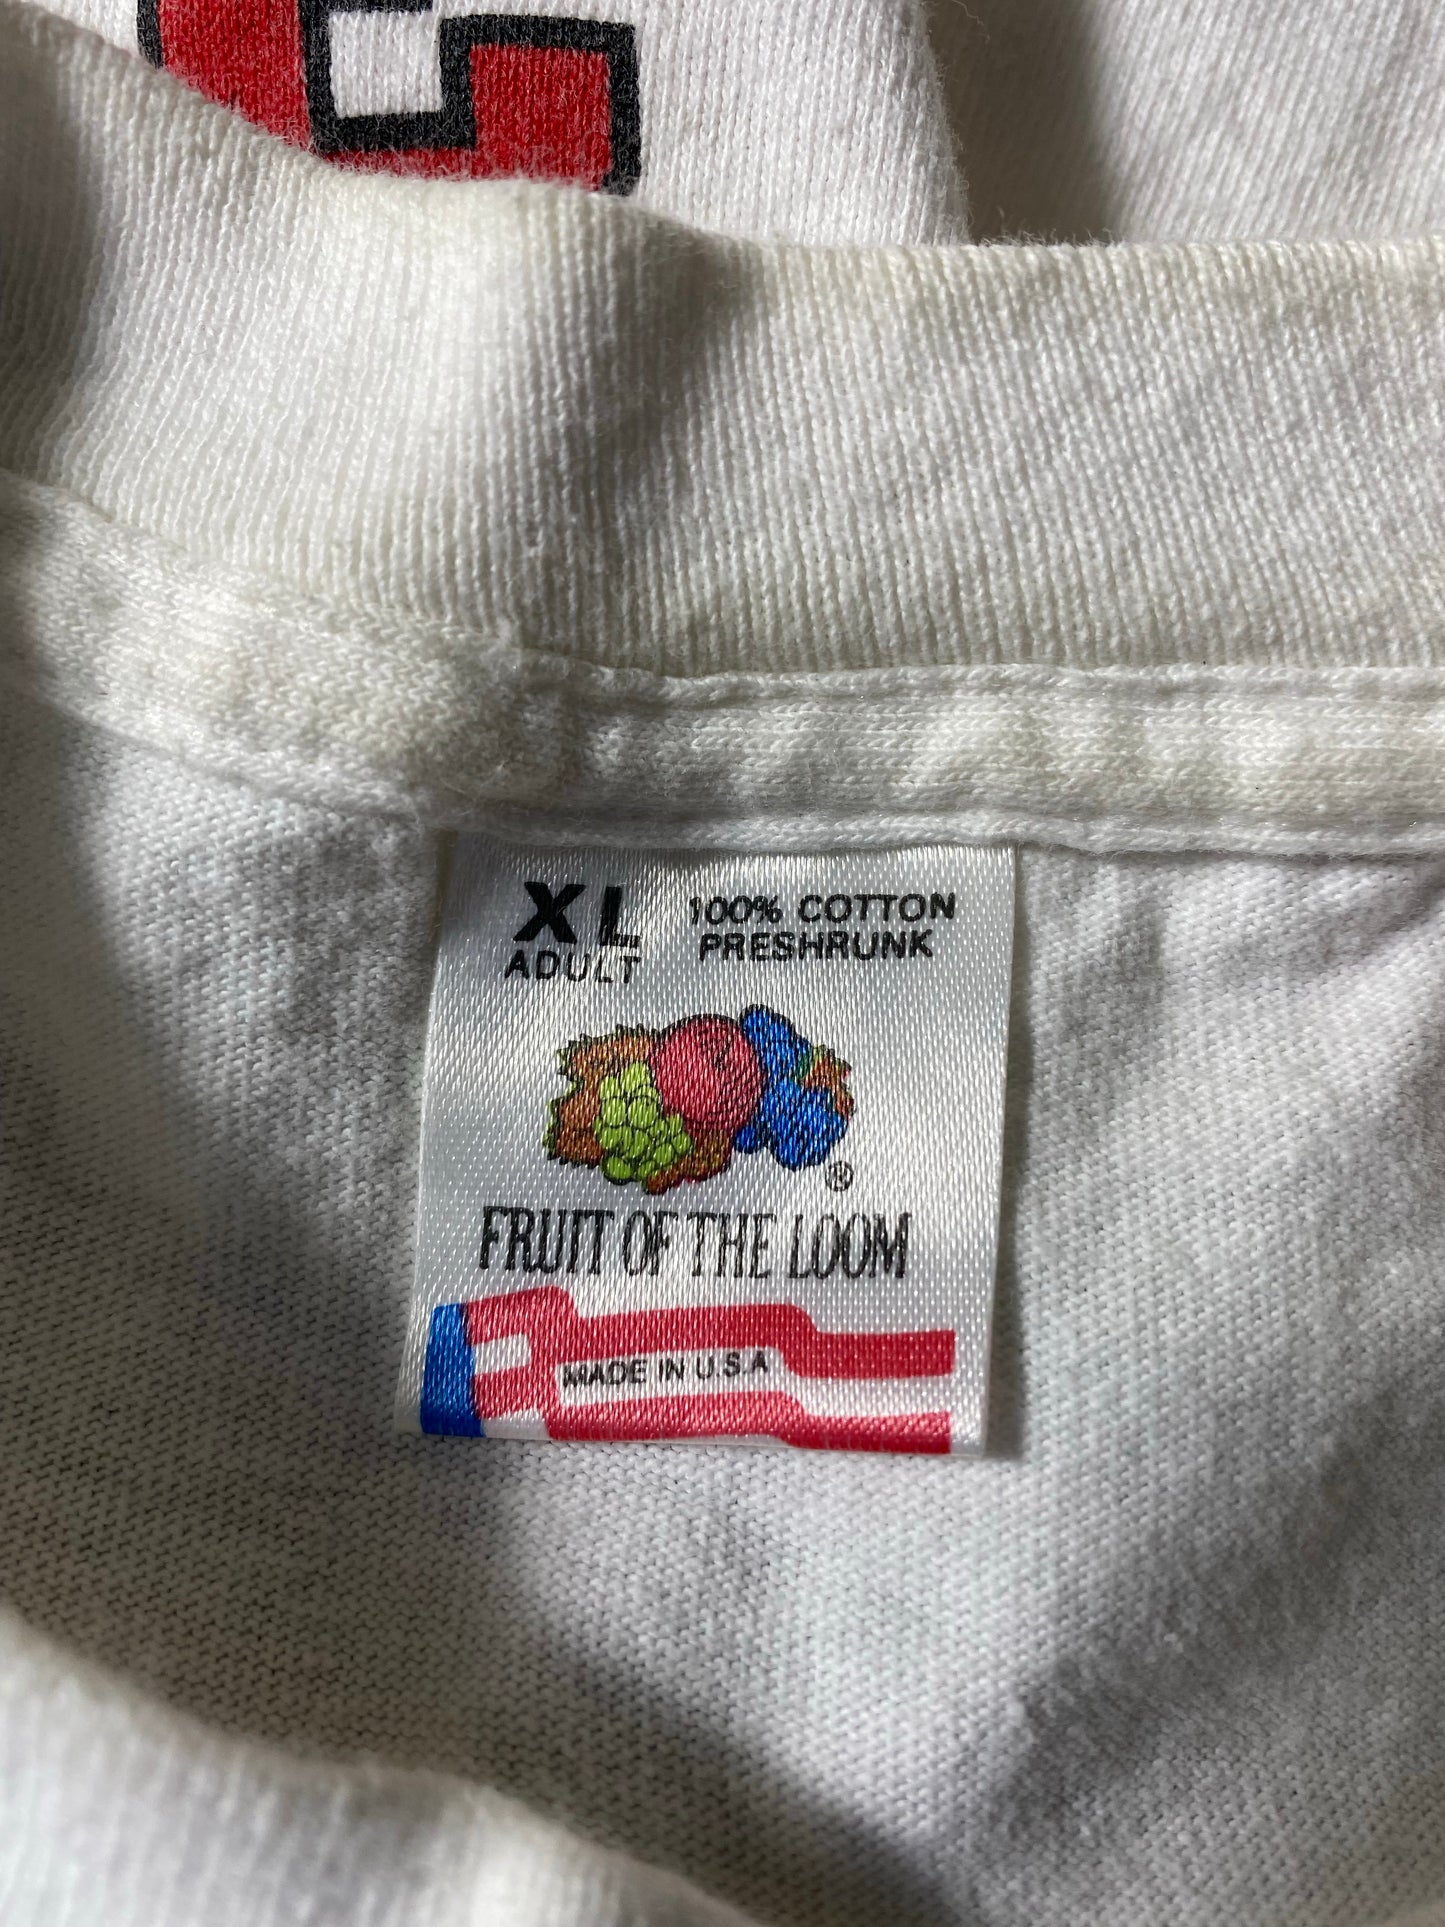 XL
ADULT
100% COTTON
PRESHRUNK
®
FRUIT OF THE LOOM
MADE IN U.S.A